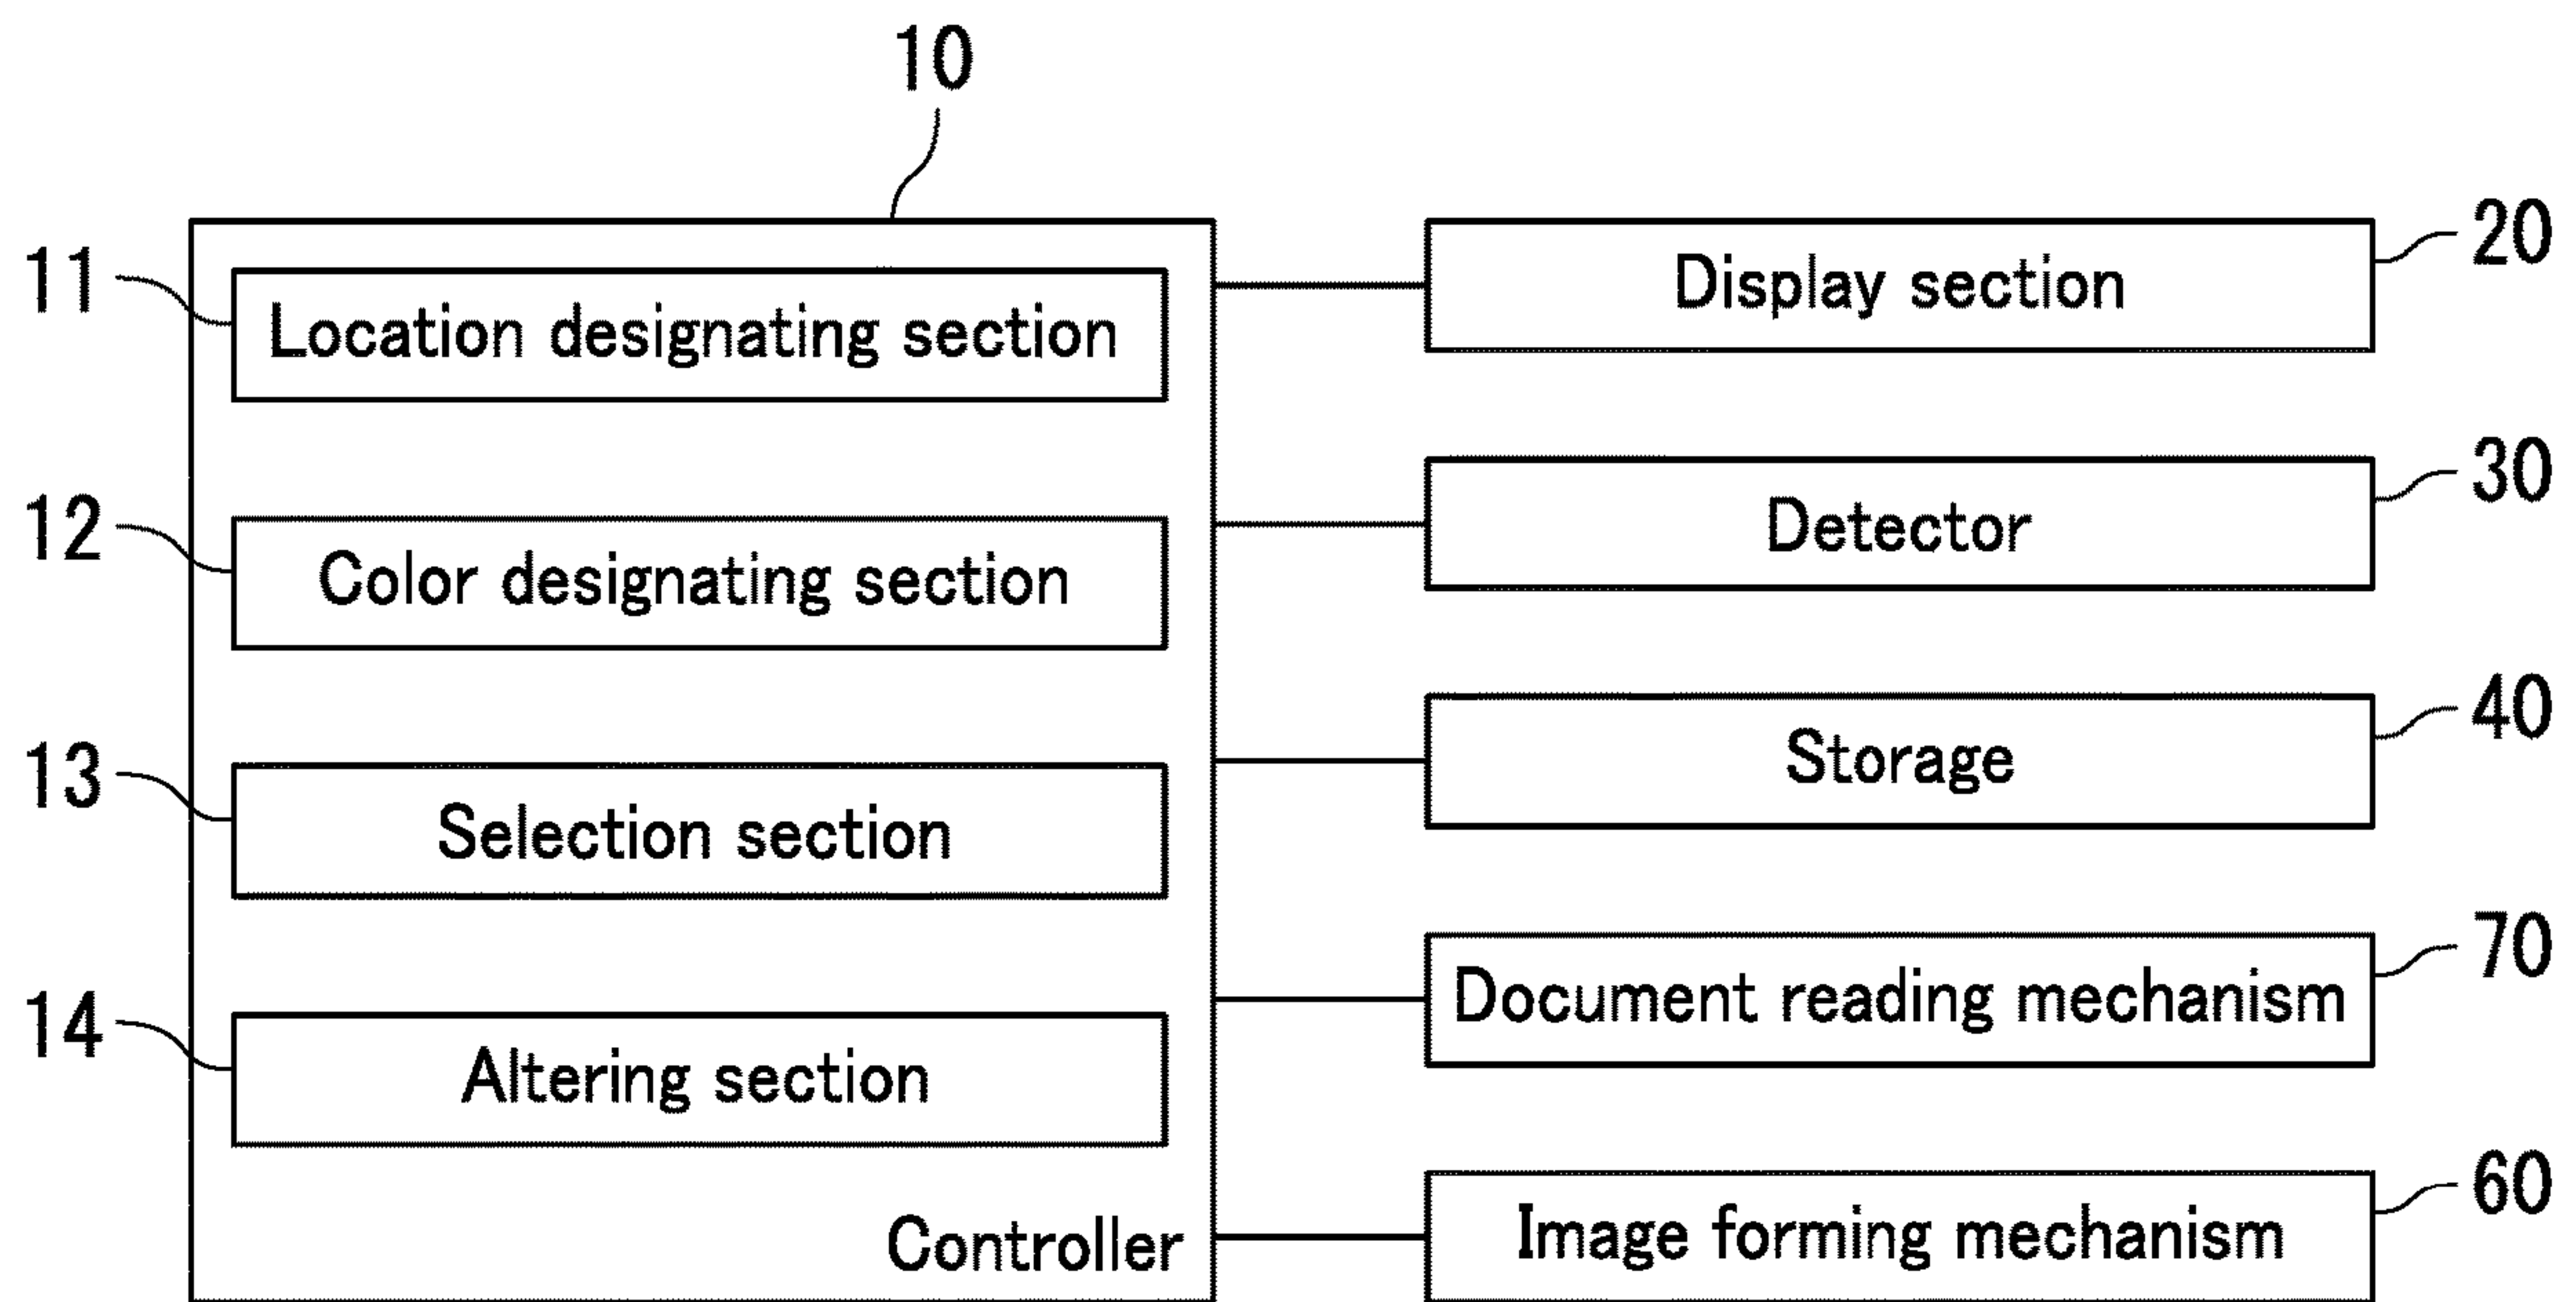 10
11
Location designating section
12
Color designating section
13
Selection section
14
Altering section
Controller
Display section
20
Detector
30
Storage
40
Document reading mechanism
70
Image forming mechanism
60